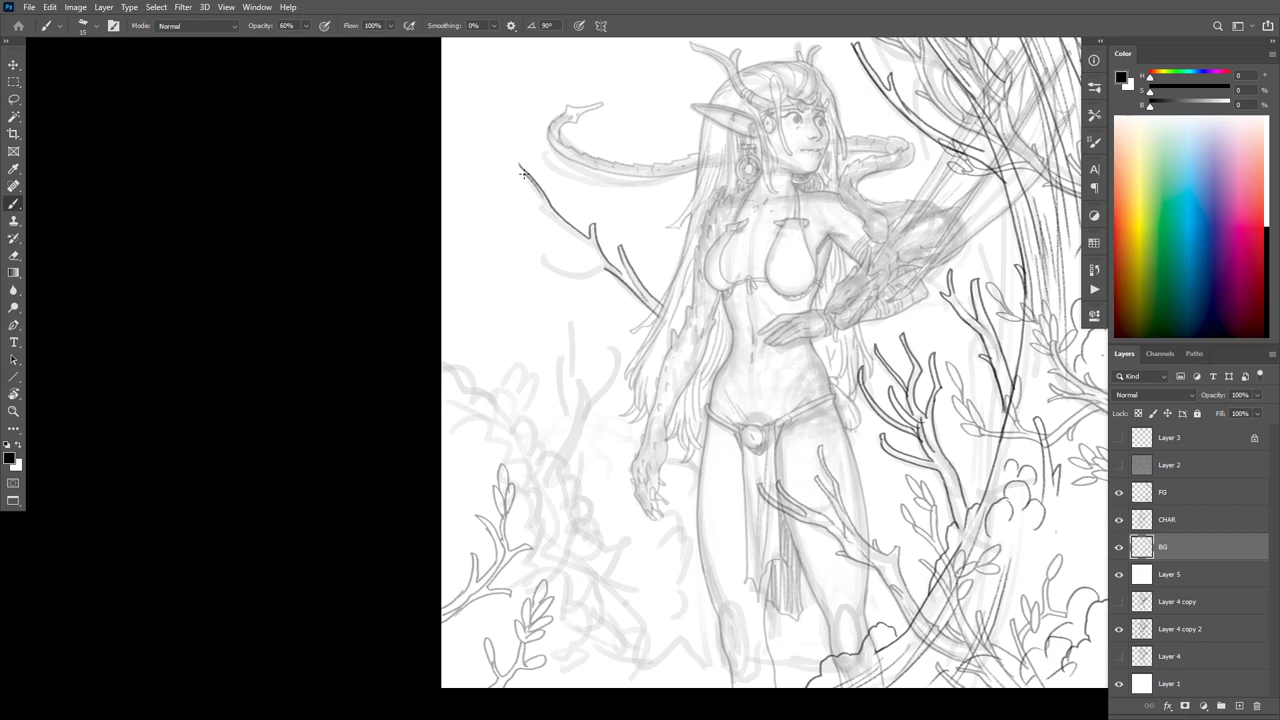 Ps File Edit Image Layer Type Select Filter 3D View Window Help
15 Mode: Normal Opacity: 60% Flow: 100% Smoothing: 0% 90°
Color
H 0 °
S 0 %
B 0 %
Layers Channels Paths
Kind
Normal Opacity: 100%
Lock: Fill: 100%
Layer 3
Layer 2
FG
CHAR
BG
Layer 5
Layer 4 copy
Layer 4 copy 2
Layer 4
Layer 1
fx